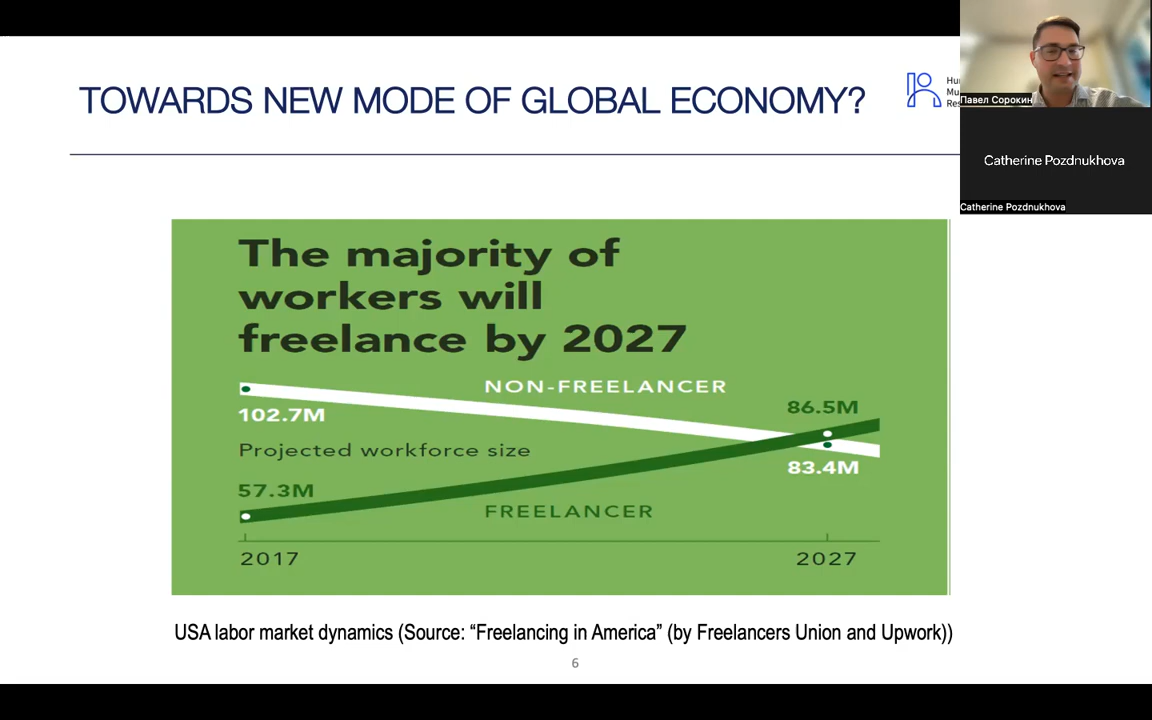 TOWARDS NEW MODE OF GLOBAL ECONOMY?
Павел Сорокин
Catherine Pozdnukhova
Catherine Pozdnukhova
The majority of
workers will
freelance by 2027
NON-FREELANCER
86.5M
102.7M
Projected workforce size
83.4M
57.3M
FREELANCER
2017
2027
USA labor market dynamics (Source: “Freelancing in America” (by Freelancers Union and Upwork))
6